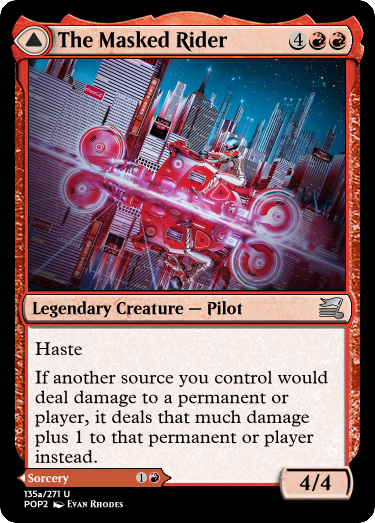 The Masked Rider 4
Legendary Creature — Pilot
Haste
If another source you control would
deal damage to a permanent or
player, it deals that much damage
plus 1 to that permanent or player
instead.
Sorcery 1
4/4
135a/271 U
POP2 Evan Rhodes